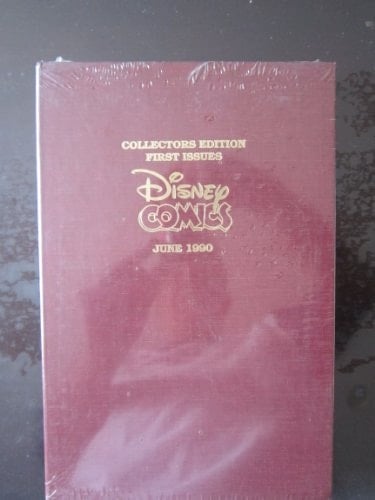 COLLECTORS EDITION
FIRST ISSUES
DISNEY
COMICS
JUNE 1990